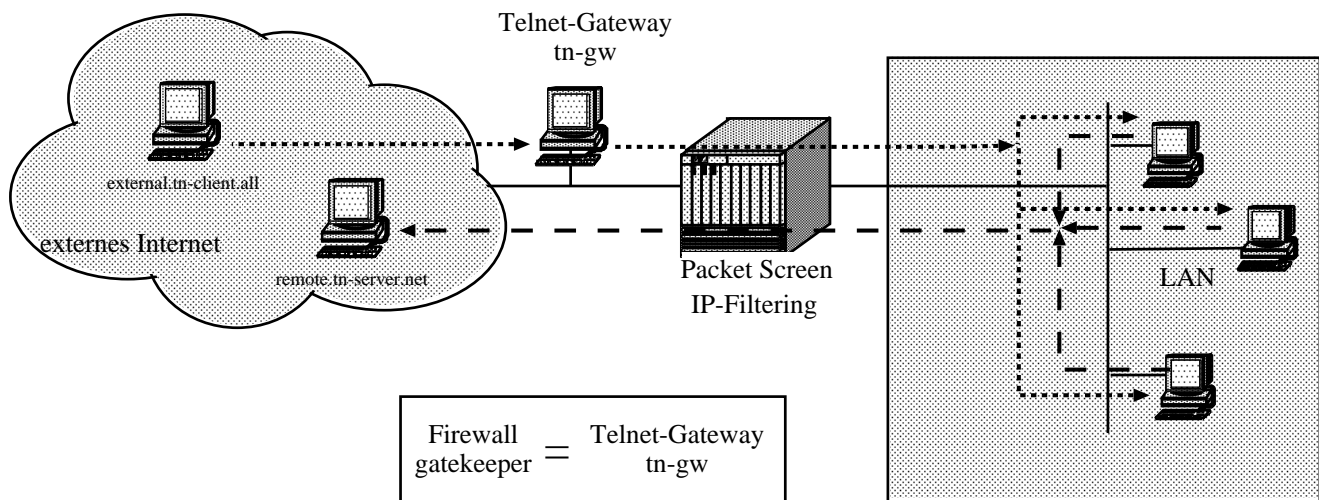 Telnet-Gateway
tn-gw
external.tn-client.all
externes Internet
remote.tn-server.net
Packet Screen
IP-Filtering
LAN
Firewall
gatekeeper
=
Telnet-Gateway
tn-gw